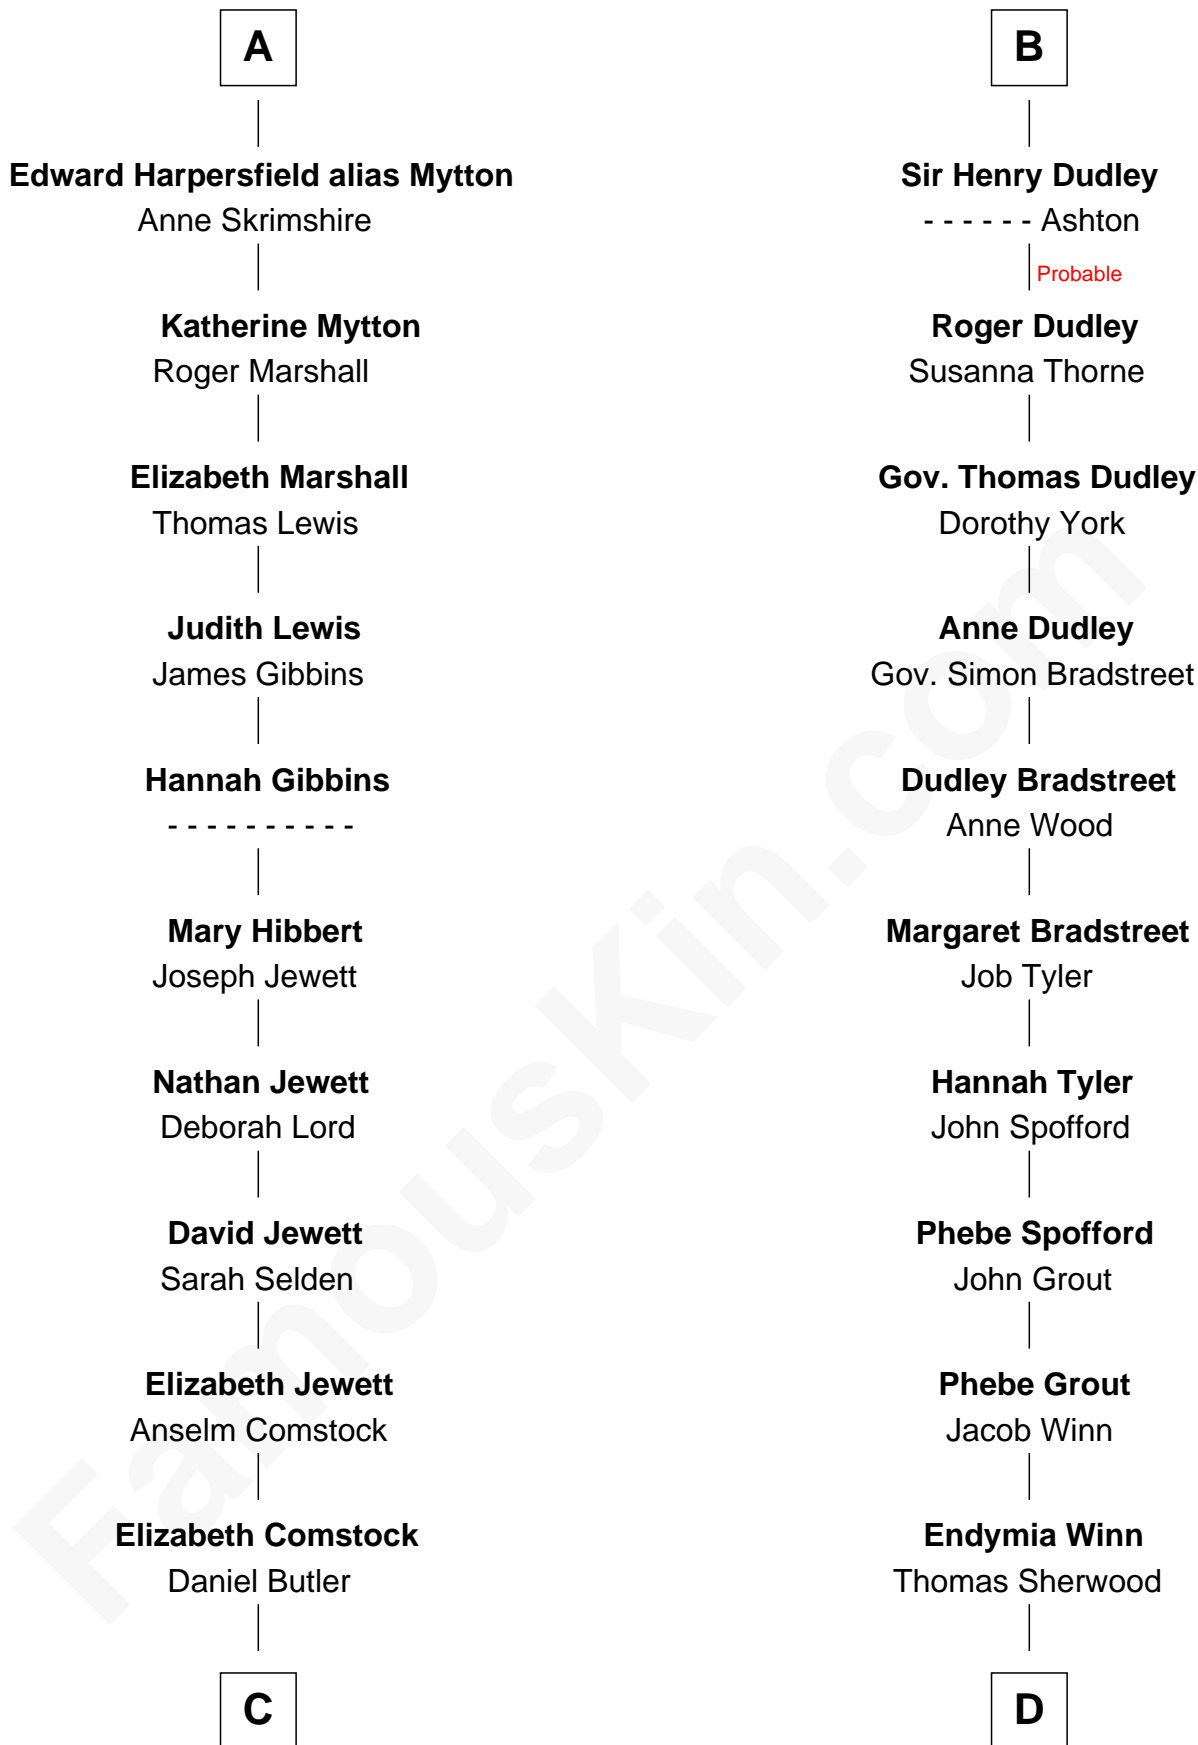 A
Edward Harpersfield alias Mytton
Anne Skrimshire
Katherine Mytton
Roger Marshall
Elizabeth Marshall
Thomas Lewis
Judith Lewis
James Gibbins
Hannah Gibbins
- - - - - - - - - -
Mary Hibbert
Joseph Jewett
Nathan Jewett
Deborah Lord
David Jewett
Sarah Selden
Elizabeth Jewett
Anselm Comstock
Elizabeth Comstock
Daniel Butler
C
B
Sir Henry Dudley
- - - - - - Ashton
Probable
Roger Dudley
Susanna Thorne
Gov. Thomas Dudley
Dorothy York
Anne Dudley
Gov. Simon Bradstreet
Dudley Bradstreet
Anne Wood
Margaret Bradstreet
Job Tyler
Hannah Tyler
John Spofford
Phebe Spofford
John Grout
Phebe Grout
Jacob Winn
Endymia Winn
Thomas Sherwood
D
FamousKin.com